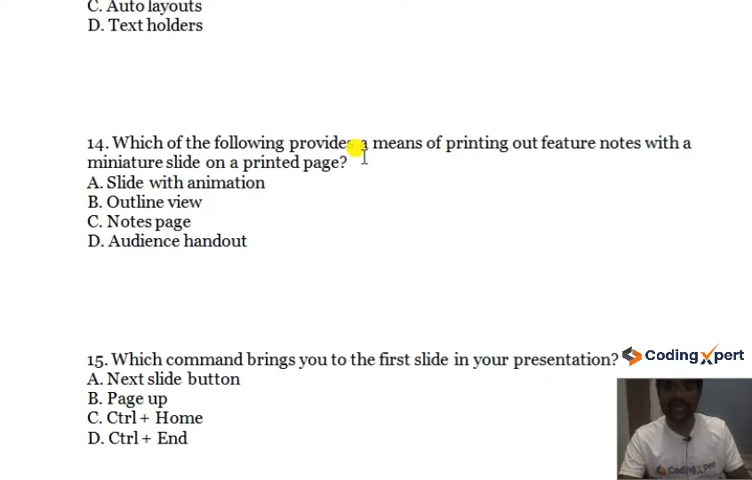 C. Auto layouts
D. Text holders
14. Which of the following provides a means of printing out feature notes with a
miniature slide on a printed page?
A. Slide with animation
B. Outline view
C. Notes page
D. Audience handout
15. Which command brings you to the first slide in your presentation?
CodingXpert
A. Next slide button
B. Page up
C. Ctrl + Home
D. Ctrl + End
CodingXpert